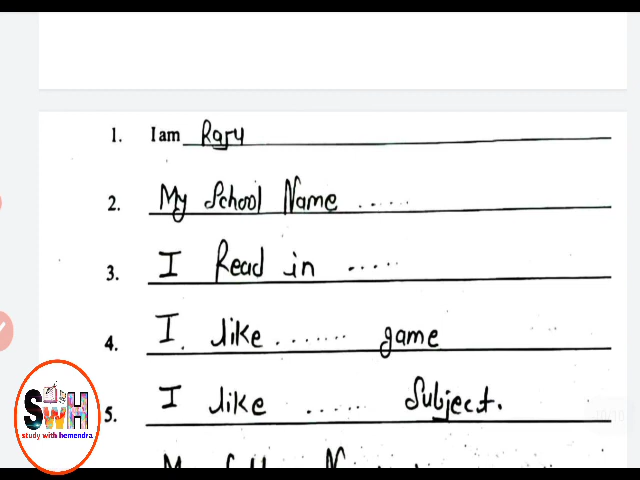 1. I am Raju
2. My School Name ......
3. I Read in .....
4. I. like ....... game
5. I like ...... Subject.
SWH
study with hemendra